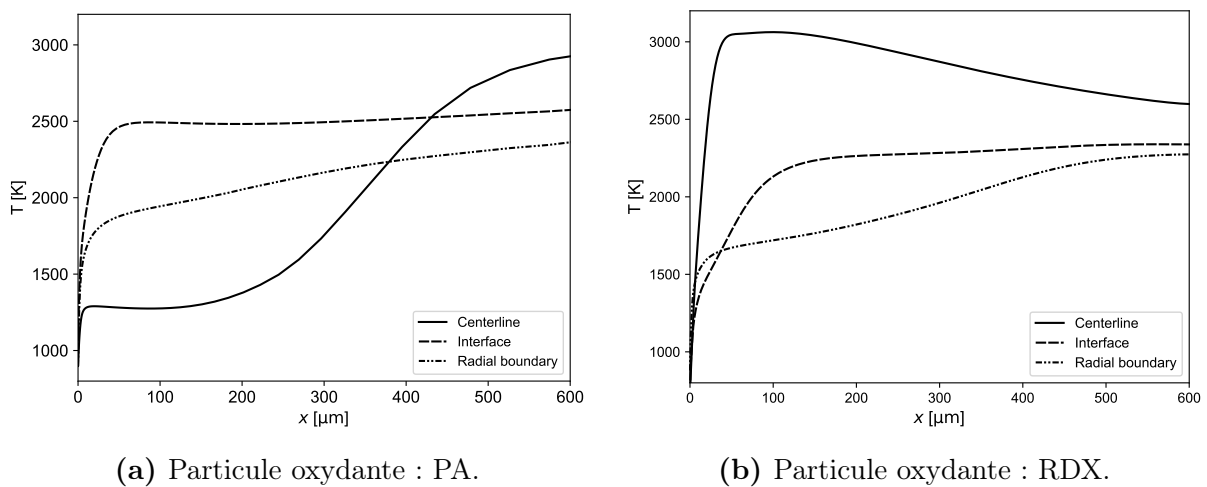 3000
2500
2000
1500
1000
T [K]
0 100 200 300 400 500 600
x [µm]
Centerline
Interface
Radial boundary
(a) Particule oxydante : PA.
3000
2500
2000
1500
1000
T [K]
0 100 200 300 400 500 600
x [µm]
Centerline
Interface
Radial boundary
(b) Particule oxydante : RDX.